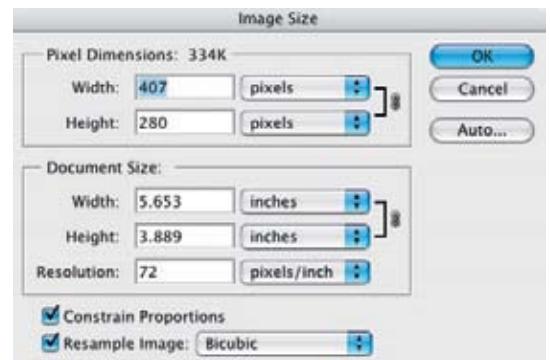 Image Size
Pixel Dimensions: 334K
Width: 407 pixels
Height: 280 pixels
Document Size:
Width: 5.653 inches
Height: 3.889 inches
Resolution: 72 pixels/inch
Constrain Proportions
Resample Image: Bicubic
OK
Cancel
Auto...